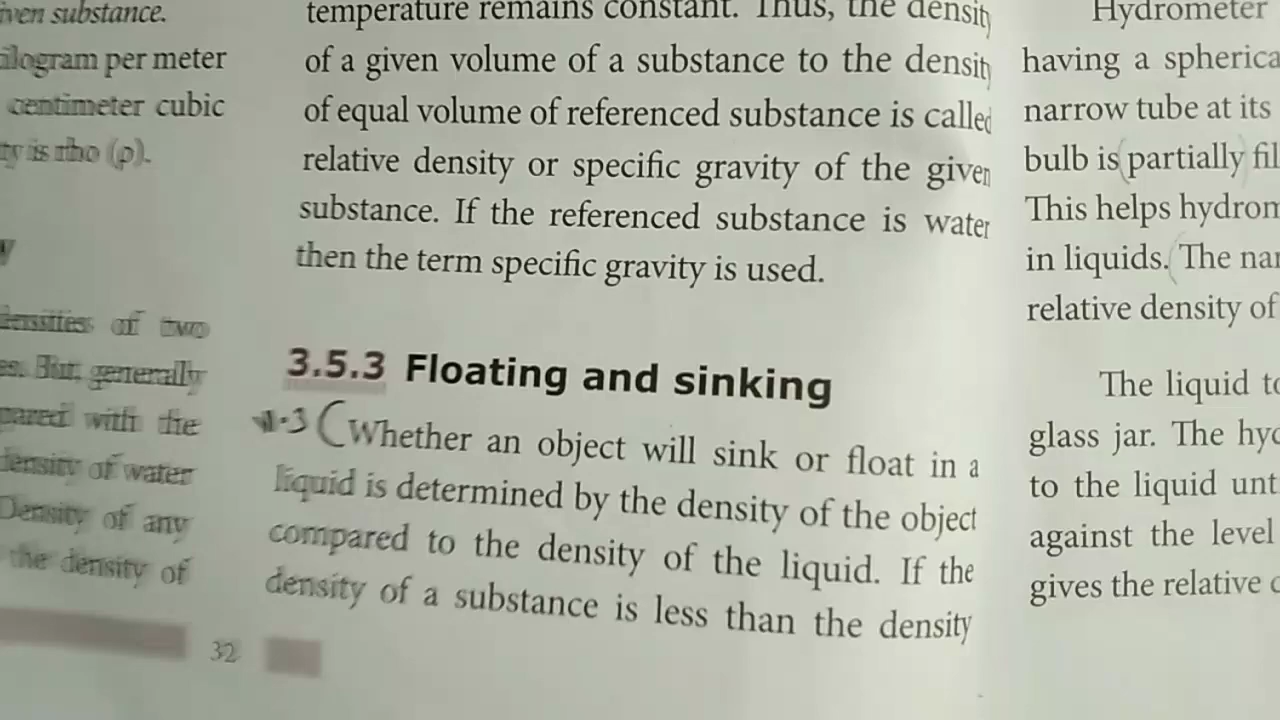 iven substance.
ilogram per meter
centimeter cubic
ty is rho (ρ).
densities of two
es. But generally
pared with the
density of water
Density of any
the density of
32
temperature remains constant. Thus, the density
of a given volume of a substance to the density
of equal volume of referenced substance is called
relative density or specific gravity of the given
substance. If the referenced substance is water
then the term specific gravity is used.
3.5.3 Floating and sinking
(Whether an object will sink or float in a
liquid is determined by the density of the object
compared to the density of the liquid. If the
density of a substance is less than the density
Hydrometer
having a spherica
narrow tube at its
bulb is (partially) fil
This helps hydrom
in liquids. (The nar
relative density of
The liquid to
glass jar. The hyd
to the liquid unt
against the level
gives the relative